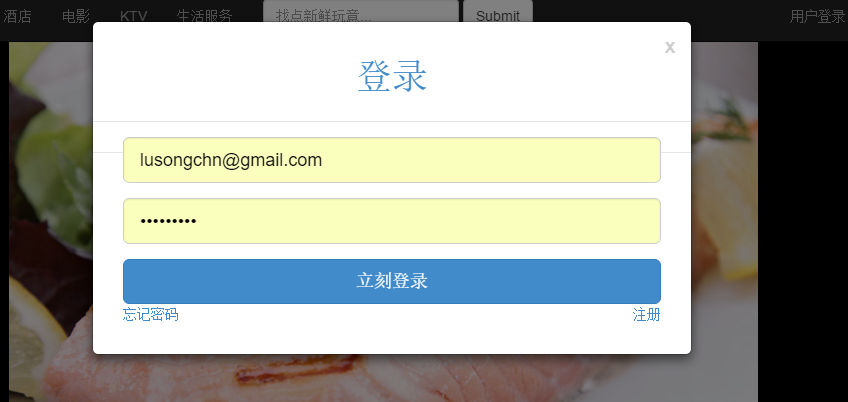 酒店 电影 KTV 生活服务 找点新鲜玩意... Submit 用户登录
x
登录
lusongchn@gmail.com
•••••••••
立刻登录
忘记密码 注册